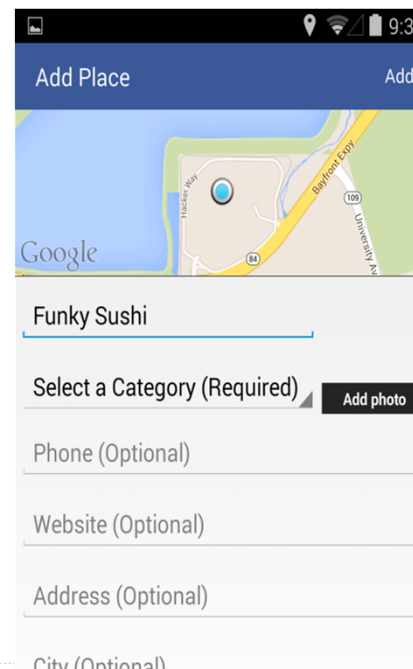 9:3
Add Place
Add
Hacker Way
Bayfront Expy
109
University Av
84
Google
Funky Sushi
Select a Category (Required)
Add photo
Phone (Optional)
Website (Optional)
Address (Optional)
City (Optional)